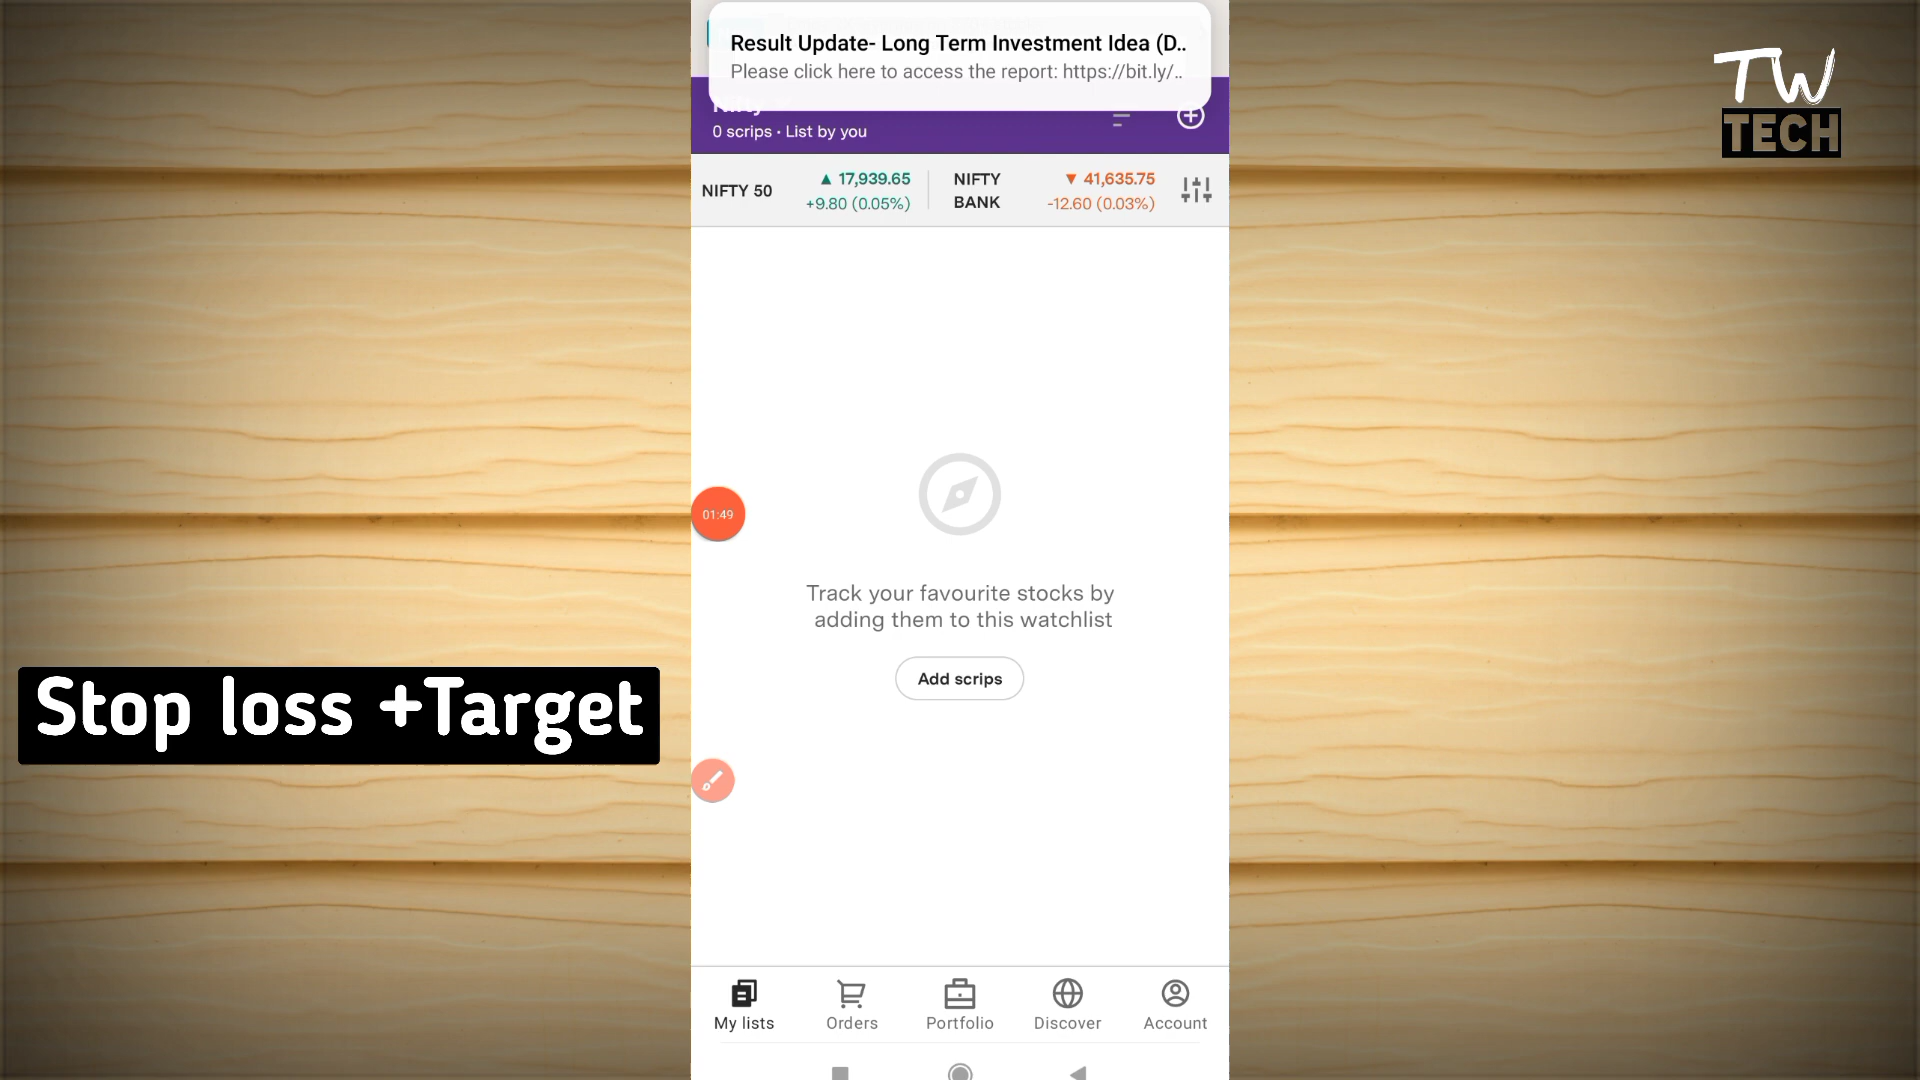 Result Update- Long Term Investment Idea (D..
Please click here to access the report: https://bit.ly/..
0 scrips · List by you
NIFTY 50
▲ 17,939.65
+9.80 (0.05%)
NIFTY
BANK
▼ 41,635.75
-12.60 (0.03%)
01:49
Track your favourite stocks by
adding them to this watchlist
Add scrips
Stop loss +Target
My lists
Orders
Portfolio
Discover
Account
TW
TECH